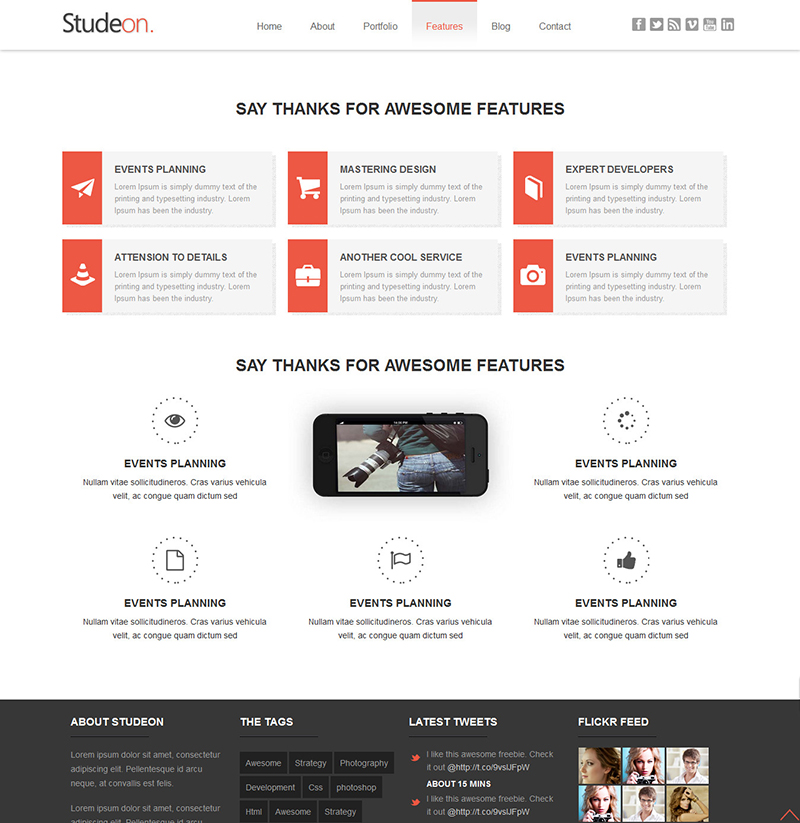 Studeon.
Home About Portfolio Features Blog Contact
You
Tube
SAY THANKS FOR AWESOME FEATURES
EVENTS PLANNING
Lorem Ipsum is simply dummy text of the
printing and typesetting industry. Lorem
Ipsum has been the industry.
MASTERING DESIGN
Lorem Ipsum is simply dummy text of the
printing and typesetting industry. Lorem
Ipsum has been the industry.
EXPERT DEVELOPERS
Lorem Ipsum is simply dummy text of the
printing and typesetting industry. Lorem
Ipsum has been the industry.
ATTENSION TO DETAILS
Lorem Ipsum is simply dummy text of the
printing and typesetting industry. Lorem
Ipsum has been the industry.
ANOTHER COOL SERVICE
Lorem Ipsum is simply dummy text of the
printing and typesetting industry. Lorem
Ipsum has been the industry.
EVENTS PLANNING
Lorem Ipsum is simply dummy text of the
printing and typesetting industry. Lorem
Ipsum has been the industry.
SAY THANKS FOR AWESOME FEATURES
EVENTS PLANNING
Nullam vitae sollicitudineros. Cras varius vehicula
velit, ac congue quam dictum sed
EVENTS PLANNING
Nullam vitae sollicitudineros. Cras varius vehicula
velit, ac congue quam dictum sed
EVENTS PLANNING
Nullam vitae sollicitudineros. Cras varius vehicula
velit, ac congue quam dictum sed
EVENTS PLANNING
Nullam vitae sollicitudineros. Cras varius vehicula
velit, ac congue quam dictum sed
EVENTS PLANNING
Nullam vitae sollicitudineros. Cras varius vehicula
velit, ac congue quam dictum sed
ABOUT STUDEON
Lorem ipsum dolor sit amet, consectetur
adipiscing elit. Pellentesque id arcu
neque, at convallis est felis.
Lorem ipsum dolor sit amet, consectetur
adipiscing elit. Pellentesque id arcu
THE TAGS
Awesome Strategy Photography
Development Css photoshop
Html Awesome Strategy
LATEST TWEETS
I like this awesome freebie. Check
it out @http://t.co/9vslJFpW
ABOUT 15 MINS
I like this awesome freebie. Check
it out @http://t.co/9vslJFpW
FLICKR FEED